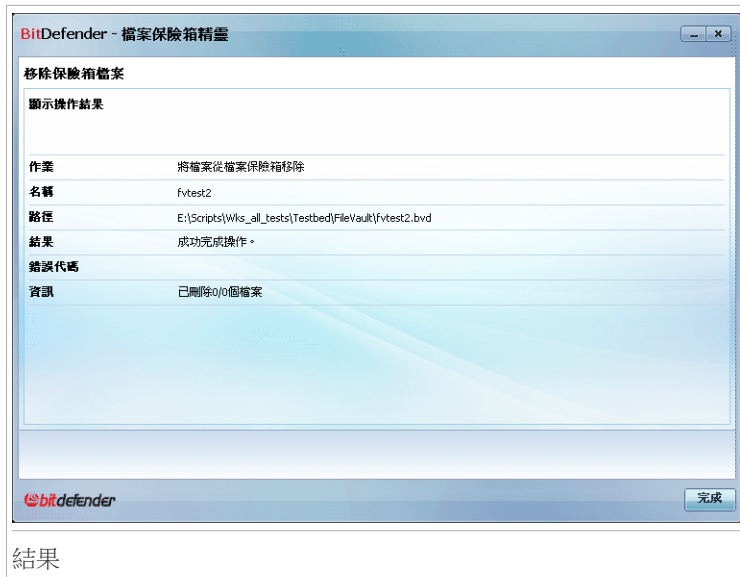 BitDefender - 檔案保險箱精靈
移除保險箱檔案
顯示操作結果
作業 將檔案從檔案保險箱移除
名稱 fvtest2
路徑 E:\Scripts\Wks_all_tests\Testbed\FileVault\fvtest2.bvd
結果 成功完成操作。
錯誤代碼
資訊 已刪除0/0個檔案
bitdefender
完成
結果